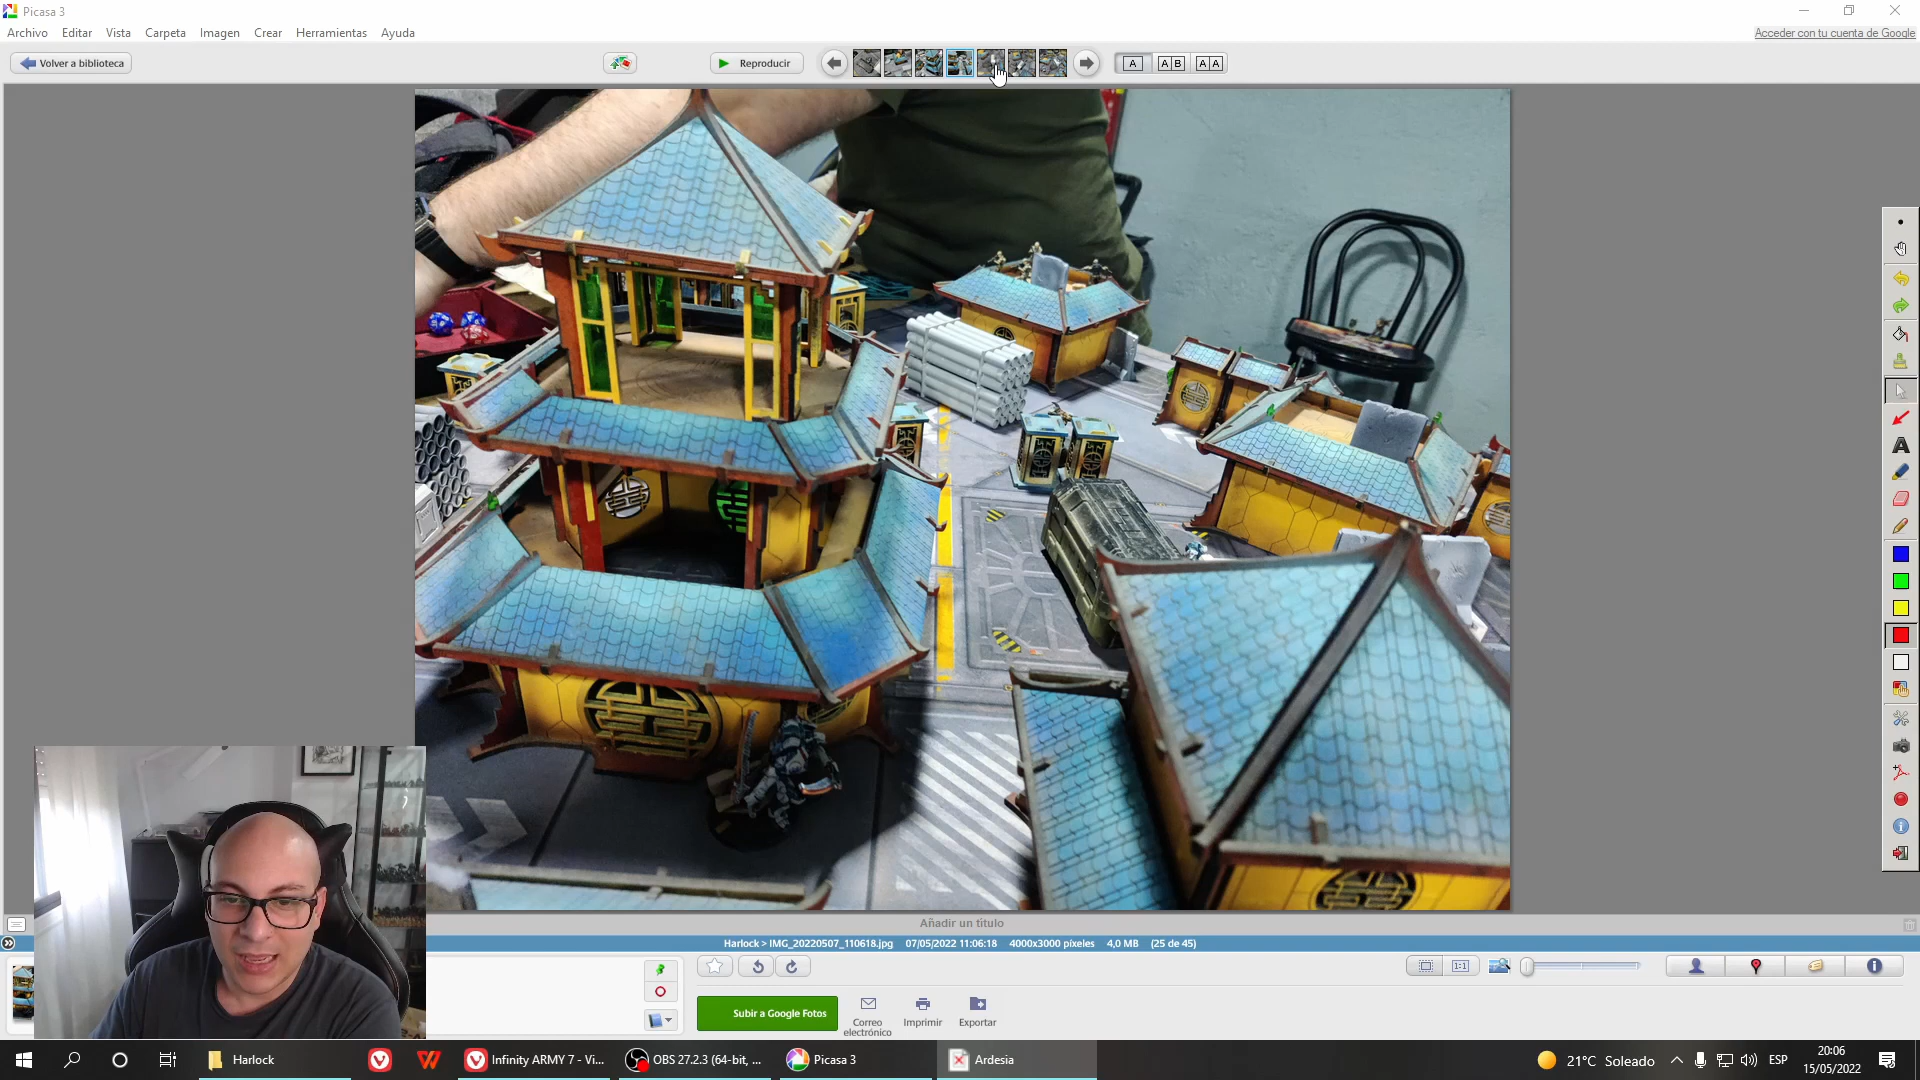 Picasa 3
Archivo Editar Vista Carpeta Imagen Crear Herramientas Ayuda
Acceder con tu cuenta de Google
Volver a biblioteca
Reproducir
A
A B
A A
A
Añadir un título
Harlock > IMG_20220507_110618.jpg 07/05/2022 11:06:18 4000x3000 píxeles 4,0 MB (25 de 45)
1:1
Subir a Google Fotos
Correo electrónico
Imprimir
Exportar
Harlock
Infinity ARMY 7 - Vi...
OBS 27.2.3 (64-bit, ...
Picasa 3
Ardesia
21°C Soleado
ESP
20:06
15/05/2022